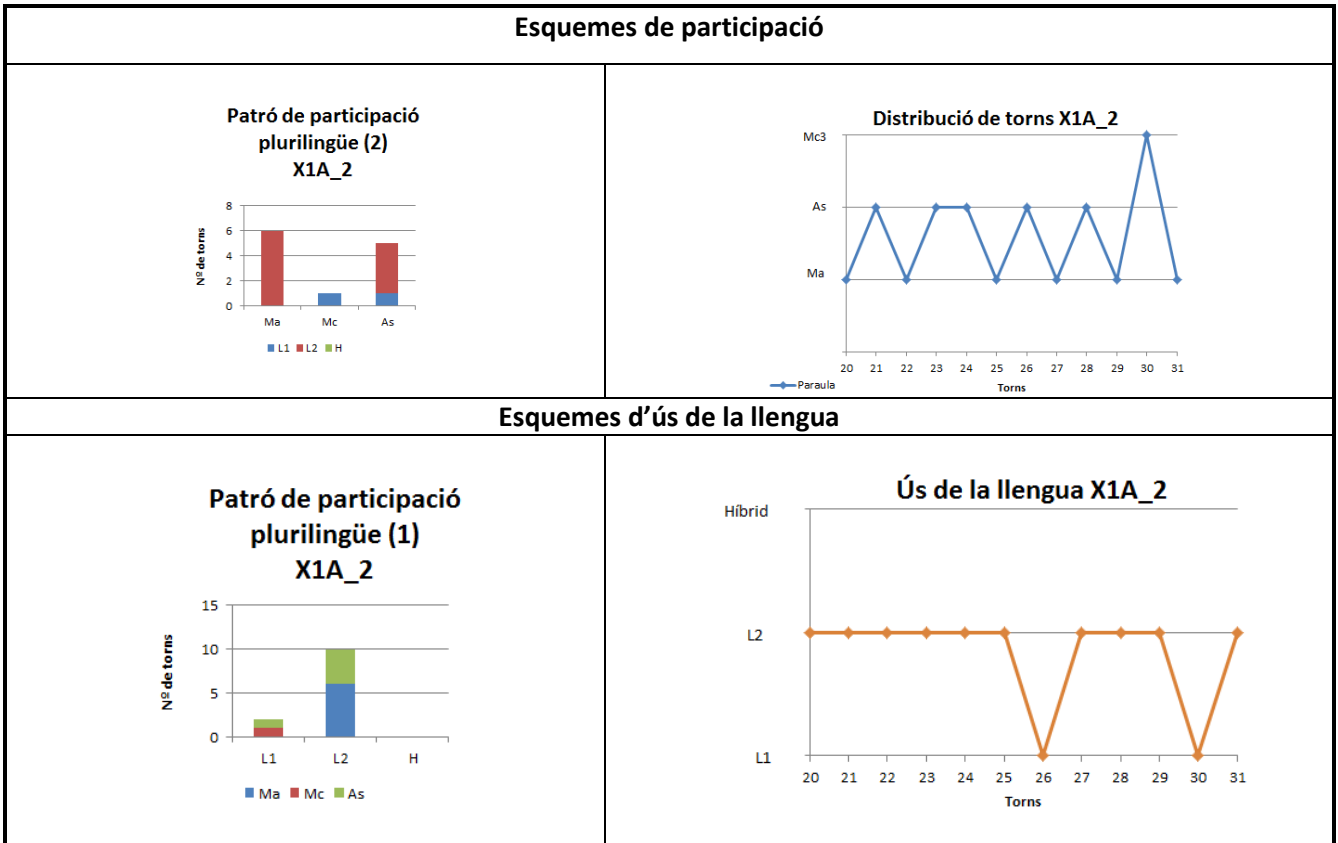 Esquemes de participació
Patró de participació
plurilingüe (2)
X1A_2
8
6
4
2
0
Nº de torns
Ma Mc As
L1 L2 H
Distribució de torns X1A_2
Mc3
As
Ma
20 21 22 23 24 25 26 27 28 29 30 31
Paraula
Torns
Esquemes d'ús de la llengua
Patró de participació
plurilingüe (1)
X1A_2
15
10
5
0
Nº de torns
L1 L2 H
Ma Mc As
Ús de la llengua X1A_2
Híbrid
L2
L1
20 21 22 23 24 25 26 27 28 29 30 31
Torns